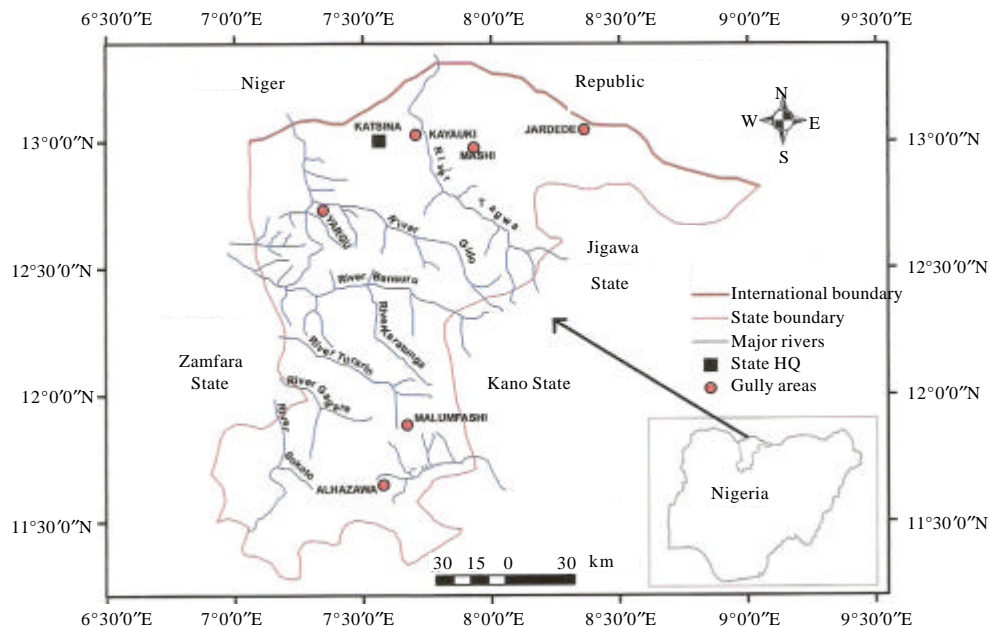 6°30′0″E 7°0′0″E 7°30′0″E 8°0′0″E 8°30′0″E 9°0′0″E 9°30′0″E
Niger
Republic
N
W E
S
13°0′0″N
13°0′0″N
KATSINA
KAYAUKI
JARDEDE
MASHI
River
YARGU
River
Gido
12°30′0″N
12°30′0″N
Jigawa
State
River
River Karaduga
International boundary
State boundary
Major rivers
State HQ
Gully areas
Zamfara
State
River Turarin
Kano State
River
12°0′0″N
12°0′0″N
River
Sokoto
MALUMFASHI
ALHAZAWA
Nigeria
11°30′0″N
11°30′0″N
30 15 0 30 km
6°30′0″E 7°0′0″E 7°30′0″E 8°0′0″E 8°30′0″E 9°0′0″E 9°30′0″E